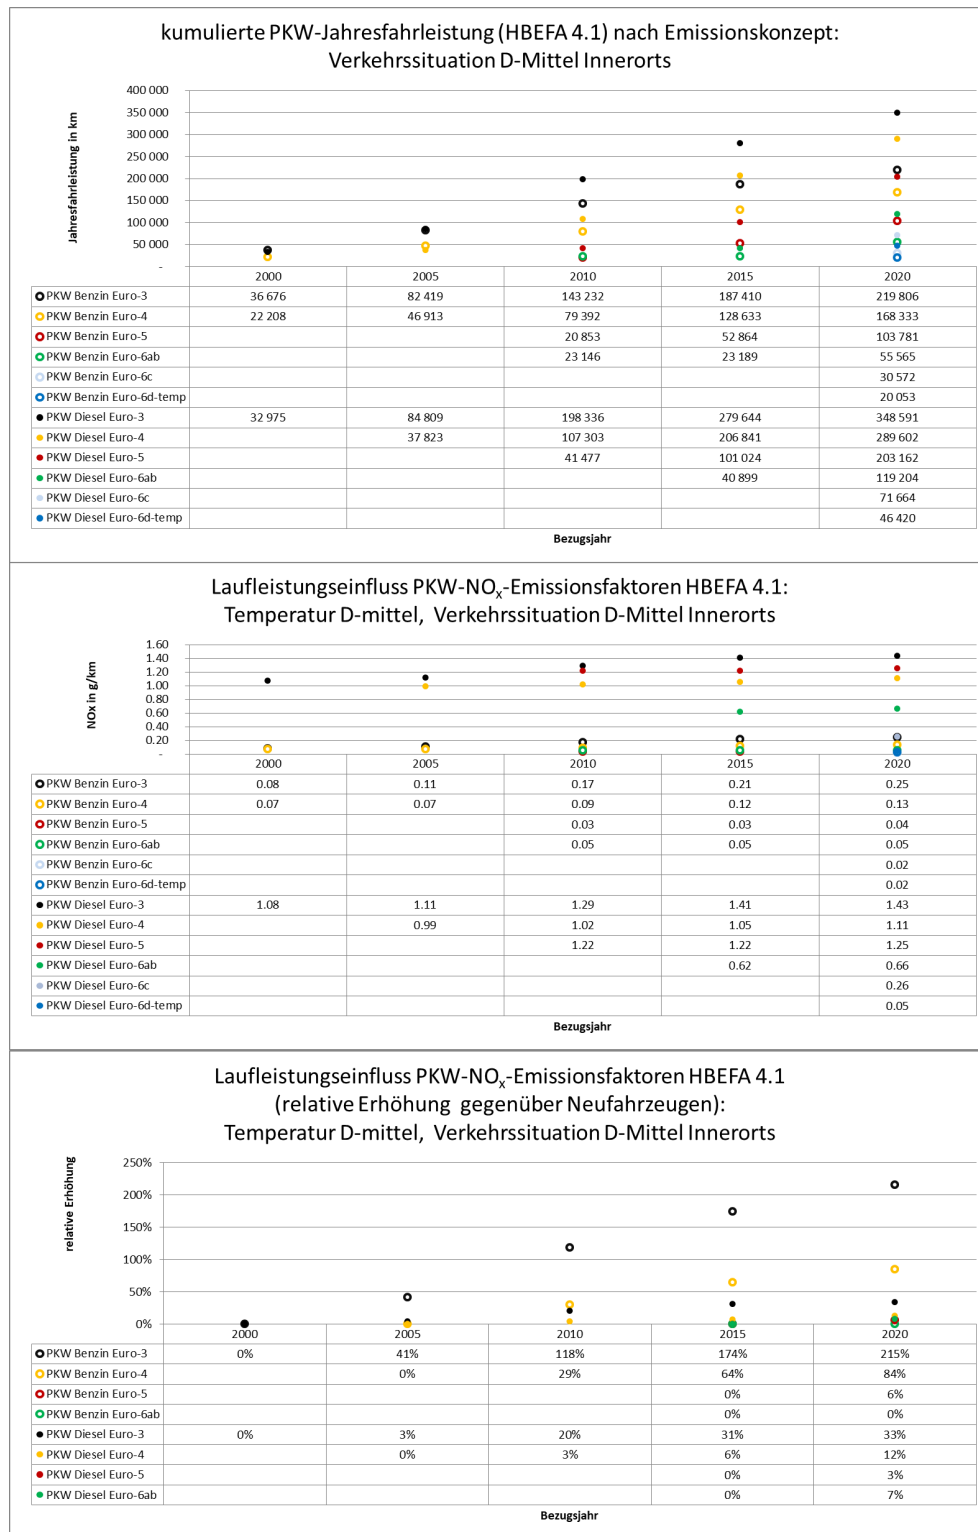 kumulierte PKW-Jahresfahrleistung (HBEFA 4.1) nach Emissionskonzept:
Verkehrssituation D-Mittel Innerorts
Jahresfahrleistung in km
400 000
350 000
300 000
250 000
200 000
150 000
100 000
50 000
-
2000 2005 2010 2015 2020
PKW Benzin Euro-3 36 676 82 419 143 232 187 410 219 806
PKW Benzin Euro-4 22 208 46 913 79 392 128 633 168 333
PKW Benzin Euro-5 20 853 52 864 103 781
PKW Benzin Euro-6ab 23 146 23 189 55 565
PKW Benzin Euro-6c 30 572
PKW Benzin Euro-6d-temp 20 053
PKW Diesel Euro-3 32 975 84 809 198 336 279 644 348 591
PKW Diesel Euro-4 37 823 107 303 206 841 289 602
PKW Diesel Euro-5 41 477 101 024 203 162
PKW Diesel Euro-6ab 40 899 119 204
PKW Diesel Euro-6c 71 664
PKW Diesel Euro-6d-temp 46 420
Bezugsjahr
Laufleistungseinfluss PKW-NOx-Emissionsfaktoren HBEFA 4.1:
Temperatur D-mittel, Verkehrssituation D-Mittel Innerorts
NOx in g/km
1.60
1.40
1.20
1.00
0.80
0.60
0.40
0.20
-
2000 2005 2010 2015 2020
PKW Benzin Euro-3 0.08 0.11 0.17 0.21 0.25
PKW Benzin Euro-4 0.07 0.07 0.09 0.12 0.13
PKW Benzin Euro-5 0.03 0.03 0.04
PKW Benzin Euro-6ab 0.05 0.05 0.05
PKW Benzin Euro-6c 0.02
PKW Benzin Euro-6d-temp 0.02
PKW Diesel Euro-3 1.08 1.11 1.29 1.41 1.43
PKW Diesel Euro-4 0.99 1.02 1.05 1.11
PKW Diesel Euro-5 1.22 1.22 1.25
PKW Diesel Euro-6ab 0.62 0.66
PKW Diesel Euro-6c 0.26
PKW Diesel Euro-6d-temp 0.05
Bezugsjahr
Laufleistungseinfluss PKW-NOx-Emissionsfaktoren HBEFA 4.1
(relative Erhöhung gegenüber Neufahrzeugen):
Temperatur D-mittel, Verkehrssituation D-Mittel Innerorts
relative Erhöhung
250%
200%
150%
100%
50%
0%
2000 2005 2010 2015 2020
PKW Benzin Euro-3 0% 41% 118% 174% 215%
PKW Benzin Euro-4 0% 29% 64% 84%
PKW Benzin Euro-5 0% 6%
PKW Benzin Euro-6ab 0% 0%
PKW Diesel Euro-3 0% 3% 20% 31% 33%
PKW Diesel Euro-4 0% 3% 6% 12%
PKW Diesel Euro-5 0% 3%
PKW Diesel Euro-6ab 0% 7%
Bezugsjahr